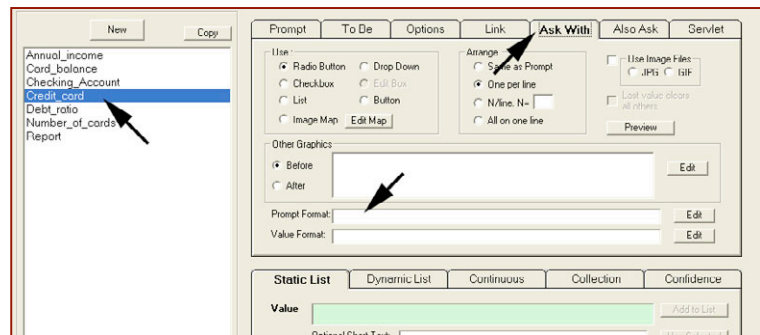 New Copy
Annual_income
Card_balance
Checking_Account
Credit_card
Debt_ratio
Number_of_cards
Report
Prompt To Be Options Link Ask With Also Ask Servlet
Use :
Radio Button Drop Down
Checkbox Edit Box
List Button
Image Map Edit Map
Arrange
Same as Prompt
One per line
N/line. N=
All on one line
Use Image Files
JPG GIF
Last value clears
all others
Preview
Other Graphics
Before
After
Edit
Prompt Format: Edit
Value Format: Edit
Static List Dynamic List Continuous Collection Confidence
Value Add to List
Optional Short Text: